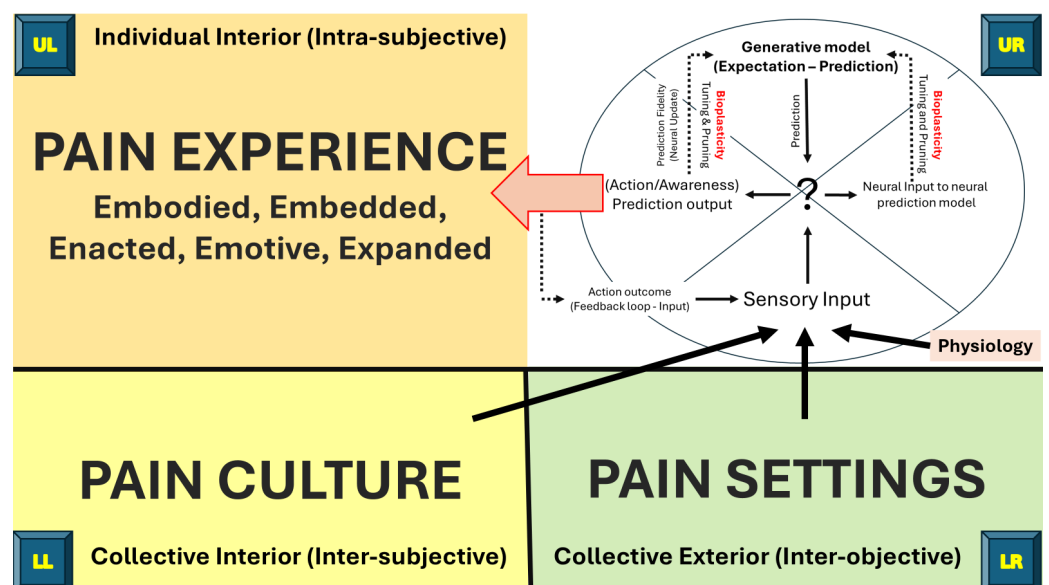 UL
Individual Interior (Intra-subjective)
PAIN EXPERIENCE
Embodied, Embedded,
Enacted, Emotive, Expanded
UR
Generative model
(Expectation – Prediction)
Prediction Fidelity
(Neural Update)
Tuning & Pruning
Bioplasticity
Prediction
Bioplasticity
Tuning and Pruning
(Action/Awareness)
Prediction output
?
Neural Input to neural
prediction model
Action outcome
(Feedback loop - Input)
Sensory Input
Physiology
PAIN CULTURE
LL
Collective Interior (Inter-subjective)
PAIN SETTINGS
Collective Exterior (Inter-objective)
LR